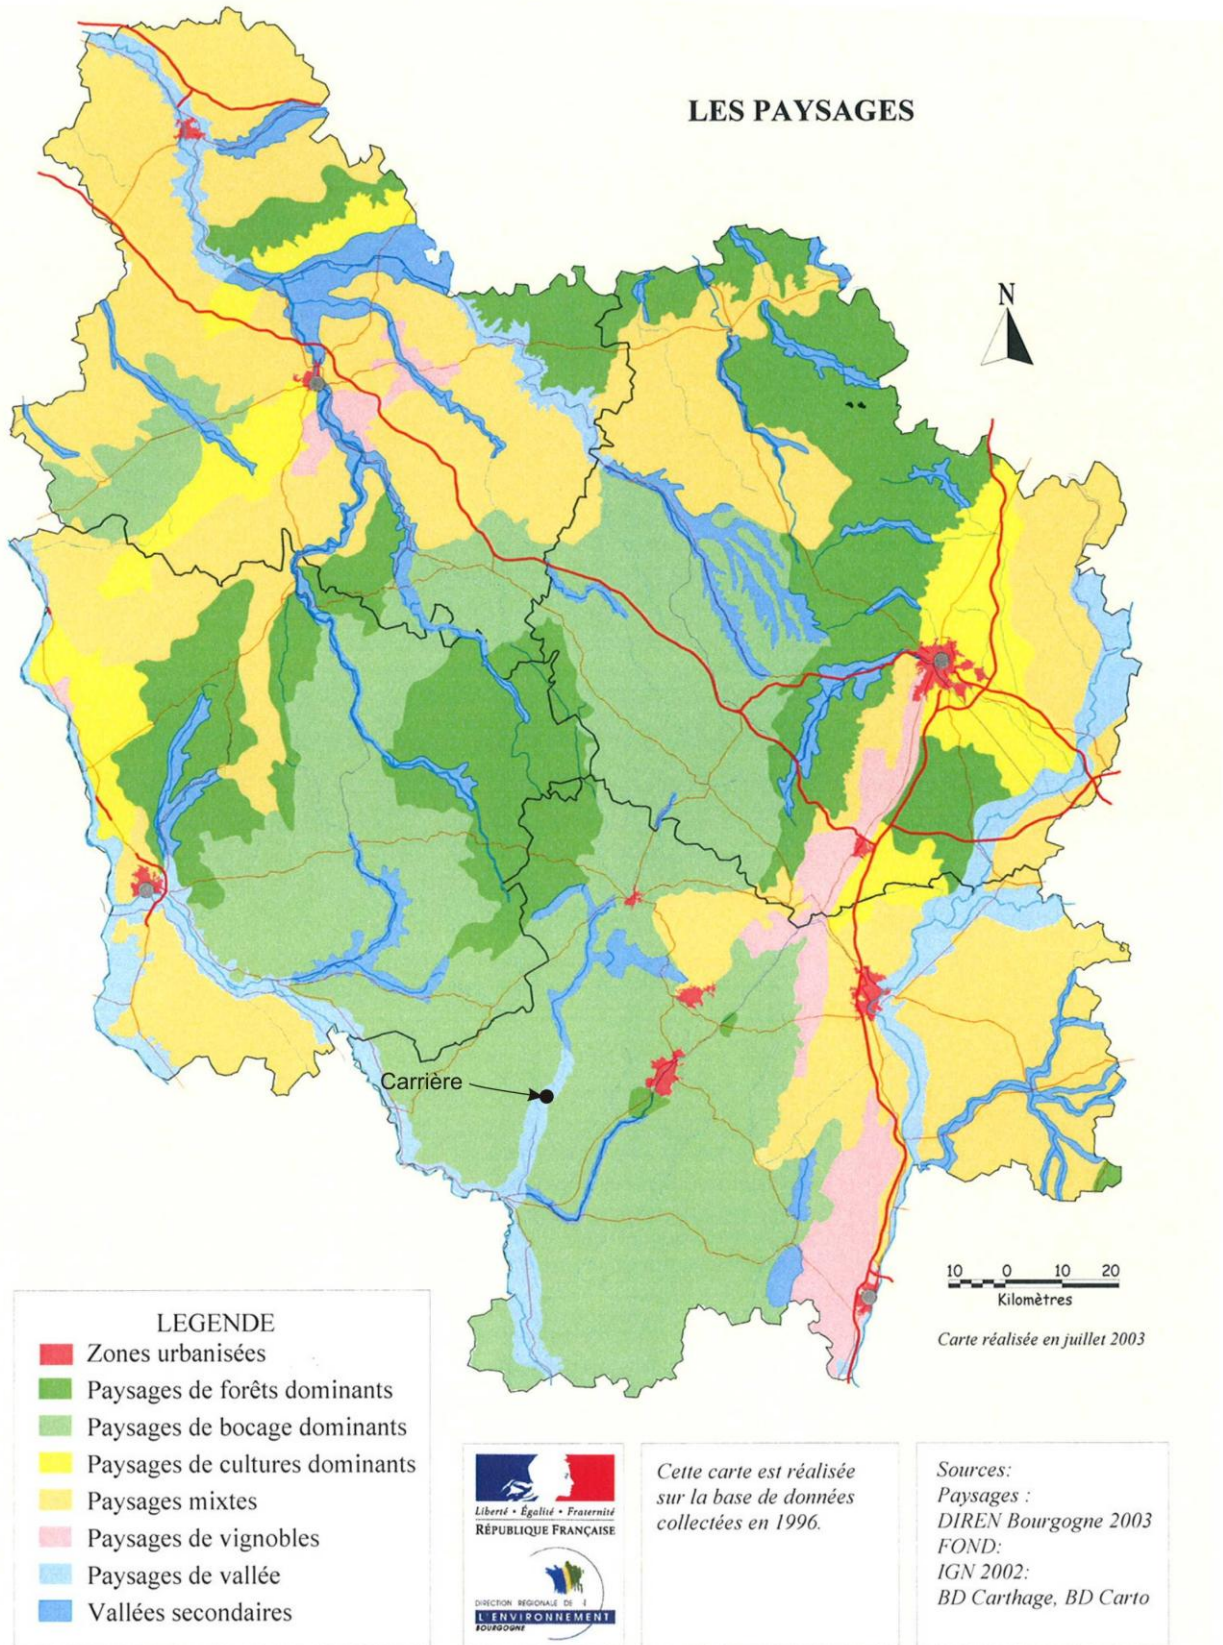 LES PAYSAGES
N
Carrière
10 0 10 20
Kilomètres
Carte réalisée en juillet 2003
LEGENDE
Zones urbanisées
Paysages de forêts dominants
Paysages de bocage dominants
Paysages de cultures dominants
Paysages mixtes
Paysages de vignobles
Paysages de vallée
Vallées secondaires
Liberté • Égalité • Fraternité
RÉPUBLIQUE FRANÇAISE
DIRECTION REGIONALE DE
L'ENVIRONNEMENT
BOURGOGNE
Cette carte est réalisée
sur la base de données
collectées en 1996.
Sources:
Paysages :
DIREN Bourgogne 2003
FOND:
IGN 2002:
BD Carthage, BD Carto